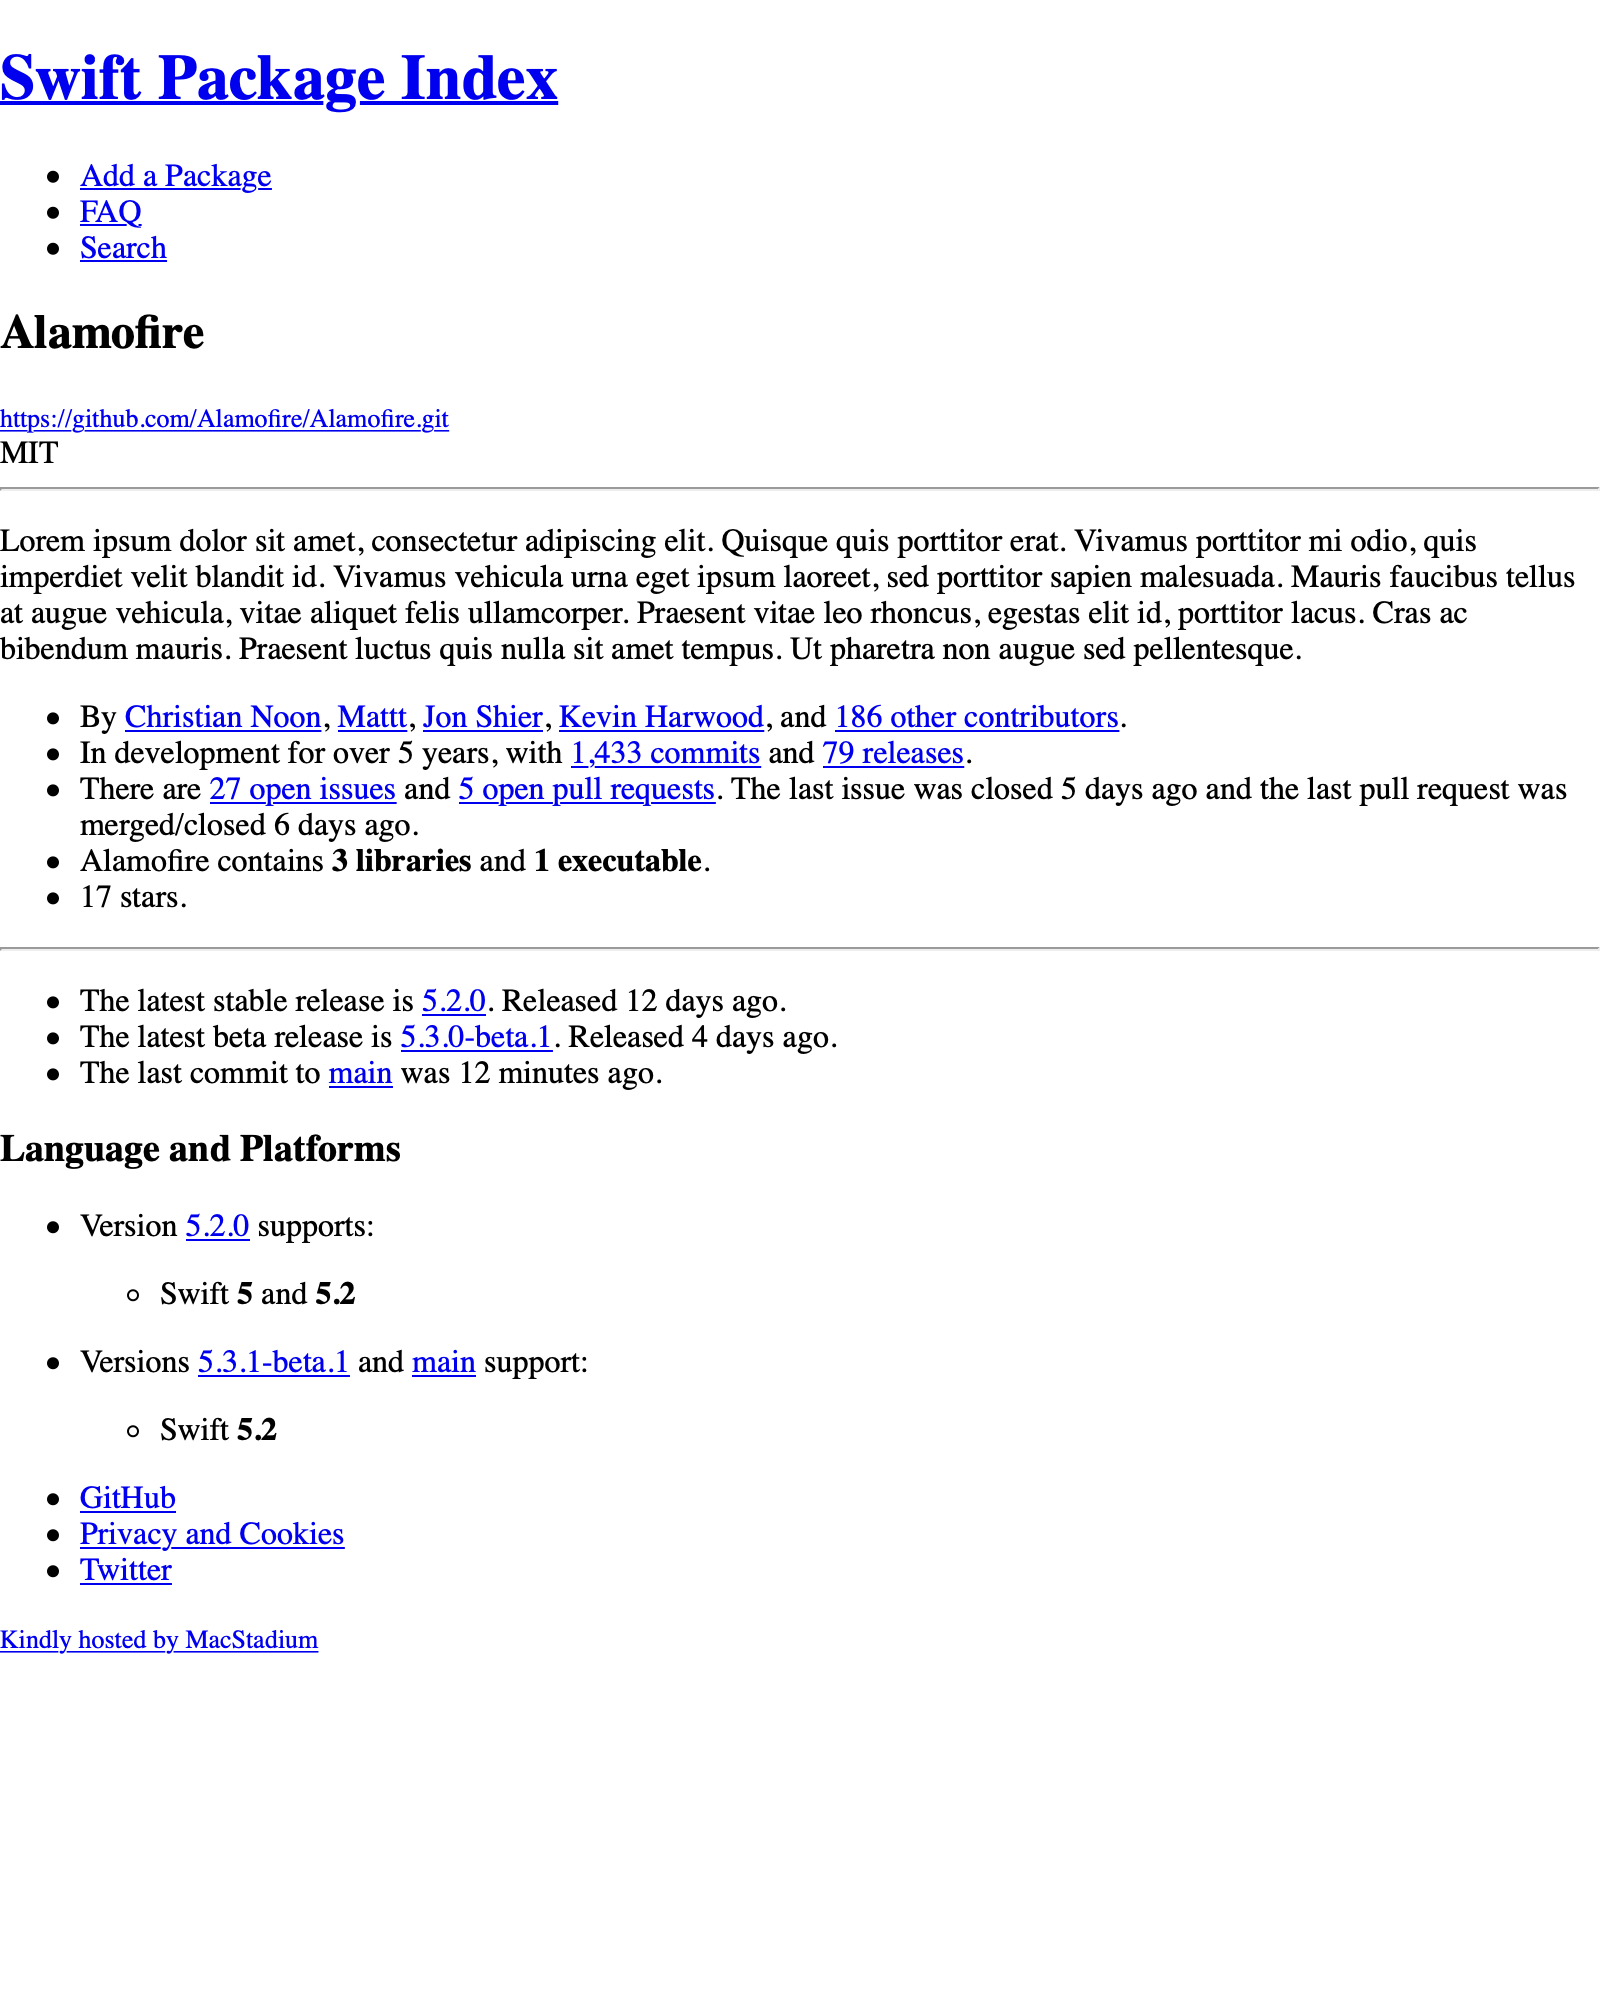 Swift Package Index
Add a Package
FAQ
Search
Alamofire
https://github.com/Alamofire/Alamofire.git
MIT
Lorem ipsum dolor sit amet, consectetur adipiscing elit. Quisque quis porttitor erat. Vivamus porttitor mi odio, quis
imperdiet velit blandit id. Vivamus vehicula urna eget ipsum laoreet, sed porttitor sapien malesuada. Mauris faucibus tellus
at augue vehicula, vitae aliquet felis ullamcorper. Praesent vitae leo rhoncus, egestas elit id, porttitor lacus. Cras ac
bibendum mauris. Praesent luctus quis nulla sit amet tempus. Ut pharetra non augue sed pellentesque.
By Christian Noon, Mattt, Jon Shier, Kevin Harwood, and 186 other contributors.
In development for over 5 years, with 1,433 commits and 79 releases.
There are 27 open issues and 5 open pull requests. The last issue was closed 5 days ago and the last pull request was
merged/closed 6 days ago.
Alamofire contains 3 libraries and 1 executable.
17 stars.
The latest stable release is 5.2.0. Released 12 days ago.
The latest beta release is 5.3.0-beta.1. Released 4 days ago.
The last commit to main was 12 minutes ago.
Language and Platforms
Version 5.2.0 supports:
Swift 5 and 5.2
Versions 5.3.1-beta.1 and main support:
Swift 5.2
GitHub
Privacy and Cookies
Twitter
Kindly hosted by MacStadium